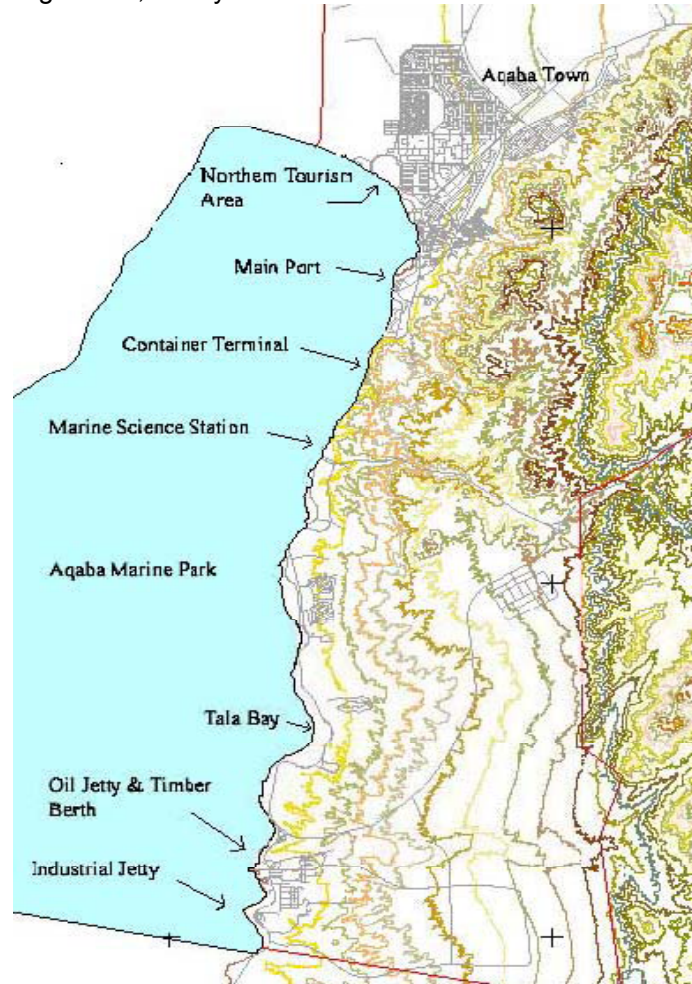 Aqaba Town
Northern Tourism
Area
Main Port
Container Terminal
Marine Science Station
Aqaba Marine Park
Tala Bay
Oil Jetty & Timber
Berth
Industrial Jetty